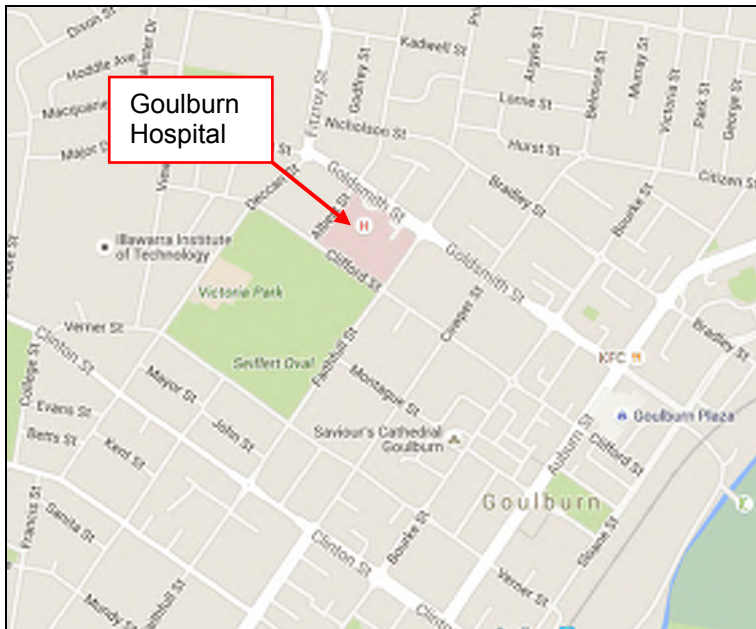 Dixon St
Hoddle Ave
Kadwell St
Argyle St
Belmore St
Murray St
Victoria St
Park St
George St
Lorne St
Godfrey St
Fitzroy St
Goulburn
Hospital
Nicholson St
Hurst St
Citizen St
Bradley St
Bourke St
Deccan St
Goldsmith St
H
Goldsmith St
Clifford St
Illawarra Institute
of Technology
Victoria Park
Seiffert Oval
Faithfull St
Cowper St
Verner St
Clinton St
College St
Mayor St
Montague St
John St
Evans St
Betts St
Kent St
Saviour's Cathedral
Goulburn
KFC
Bradley St
Goulburn Plaza
Auburn St
Clifford St
Goulburn
Sloane St
Francis St
Bourke St
Clinton St
Verner St
Mundy St